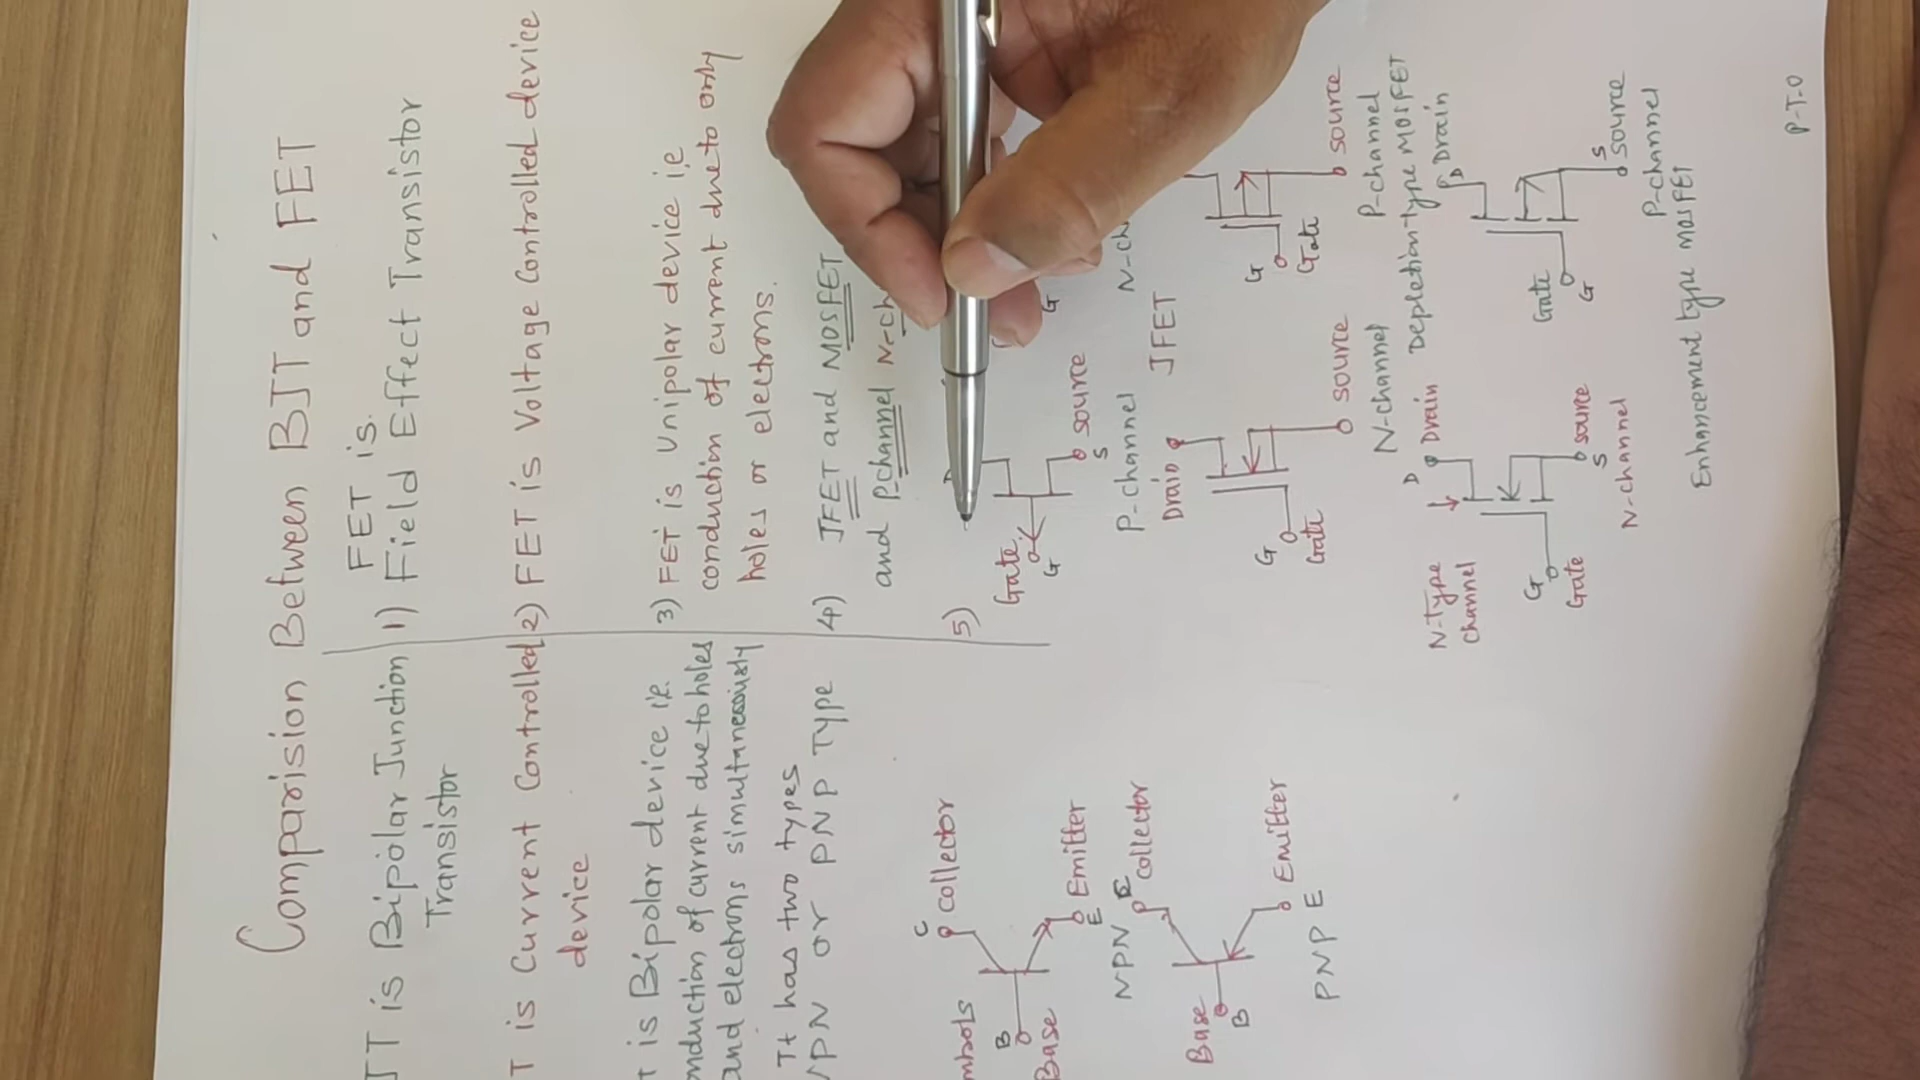 Comparision Between BJT and FET
JT is Bipolar Junction
Transistor
T is Current Controlled
device
t is Bipolar device i.e.
nduction of current due to holes
and electrons simultaneously
It has two types
NPN or PNP Type
mbols
C
Collector
B
Base
E
Emitter
NPN
Collector
Base
B
Emitter
E
PNP
FET is.
1) Field Effect Transistor
2) FET is Voltage Controlled device
3) FET is Unipolar device i.e
conduction of current due to only
holes or electrons.
4) JFET and MOSFET
and Pchannel N-ch
5)
Gate
G
source
S
P-channel
G
N-ch
JFET
Drain
G
Gate
source
N-channel
G
Gate
source
P-channel
Depletion-type MOSFET
N-type
channel
D
Drain
G
Gate
source
S
N-channel
D
Drain
Gate
G
S
source
P-channel
Enhancement type MOSFET
P-T-O